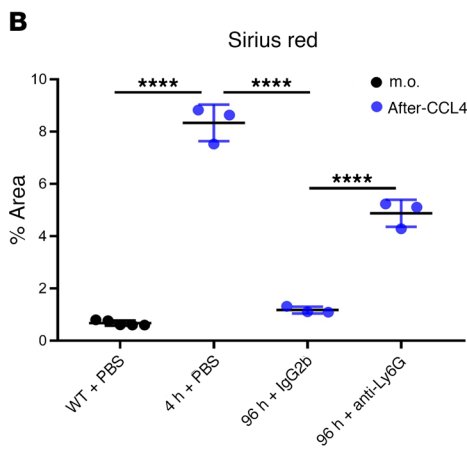 B
Sirius red
**** ****
m.o.
After-CCL4
****
% Area
10
8
6
4
2
0
WT + PBS
4 h + PBS
96 h + IgG2b
96 h + anti-Ly6G